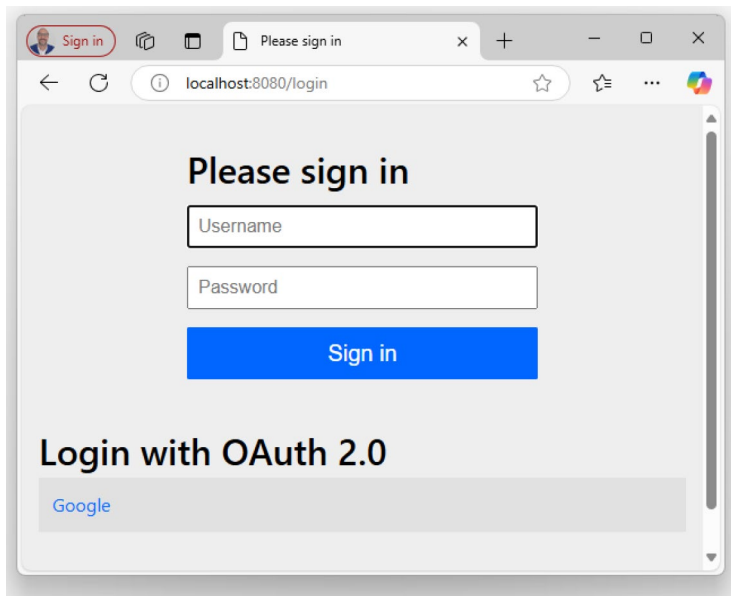 Sign in
Please sign in
localhost:8080/login
Please sign in
Username
Password
Sign in
Login with OAuth 2.0
Google